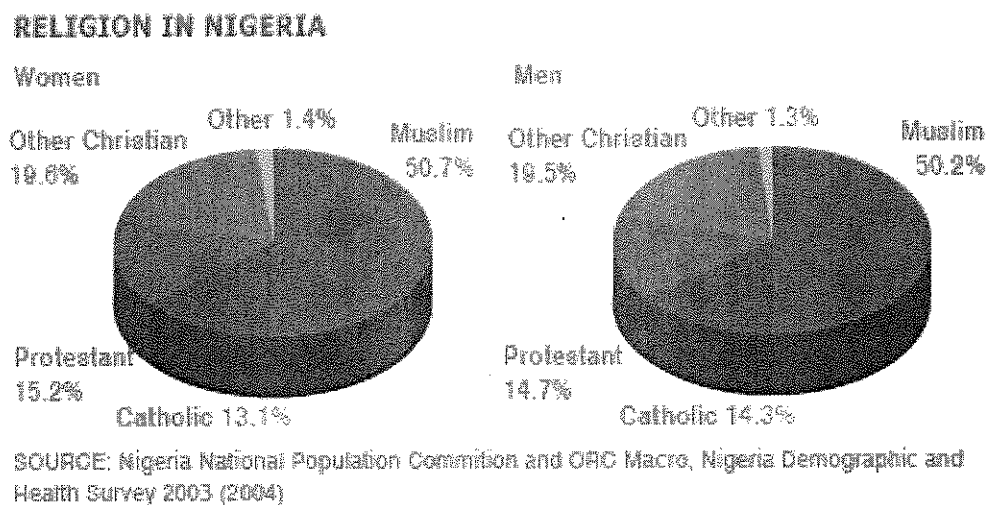 RELIGION IN NIGERIA
Women
Other 1.4%
Other Christian
19.6%
Muslim
50.7%
Protestant
15.2%
Catholic 13.1%
Men
Other 1.3%
Other Christian
19.5%
Muslim
50.2%
Protestant
14.7%
Catholic 14.3%
SOURCE: Nigeria National Population Commition and ORC Macro, Nigeria Demographic and
Health Survey 2003 (2004)